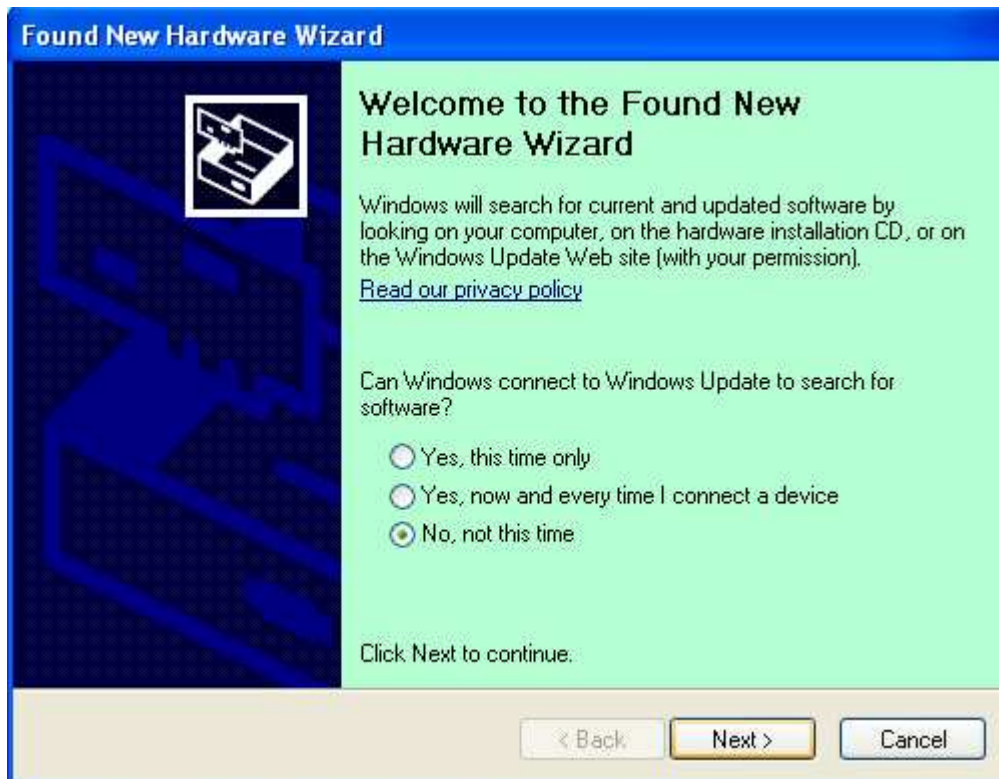 Found New Hardware Wizard
Welcome to the Found New
Hardware Wizard
Windows will search for current and updated software by
looking on your computer, on the hardware installation CD, or on
the Windows Update Web site (with your permission).
Read our privacy policy
Can Windows connect to Windows Update to search for
software?
Yes, this time only
Yes, now and every time I connect a device
No, not this time
Click Next to continue.
< Back
Next >
Cancel